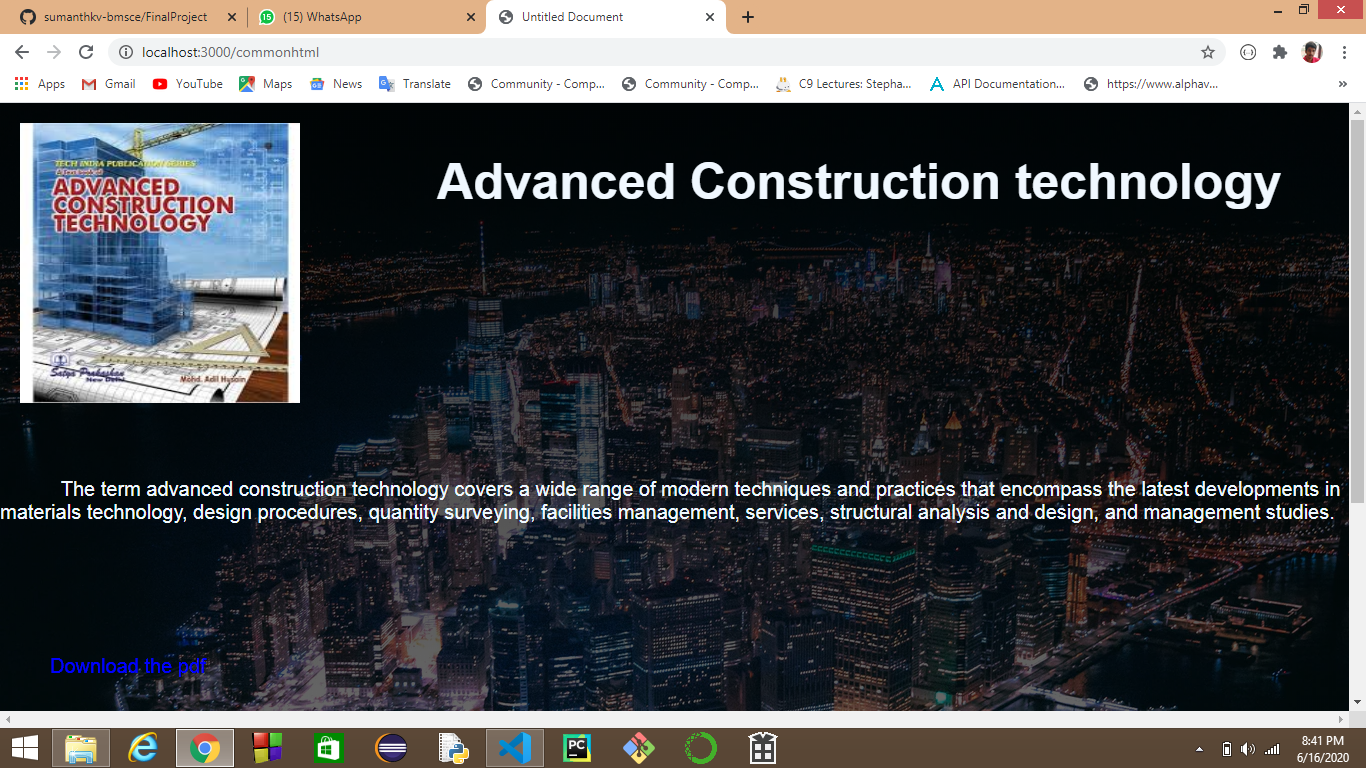 sumanthkv-bmsce/FinalProject
(15) WhatsApp
Untitled Document
localhost:3000/commonhtml
Apps
Gmail
YouTube
Maps
News
Translate
Community - Comp...
Community - Comp...
C9 Lectures: Stepha...
API Documentation...
https://www.alphav...
»
TECH INDIA PUBLICATION SERIES
A Text book of
ADVANCED
CONSTRUCTION
TECHNOLOGY
Satya Prakashan
New Delhi
Mohd. Adil Husain
Advanced Construction technology
The term advanced construction technology covers a wide range of modern techniques and practices that encompass the latest developments in
materials technology, design procedures, quantity surveying, facilities management, services, structural analysis and design, and management studies.
Download the pdf
PC
8:41 PM
6/16/2020